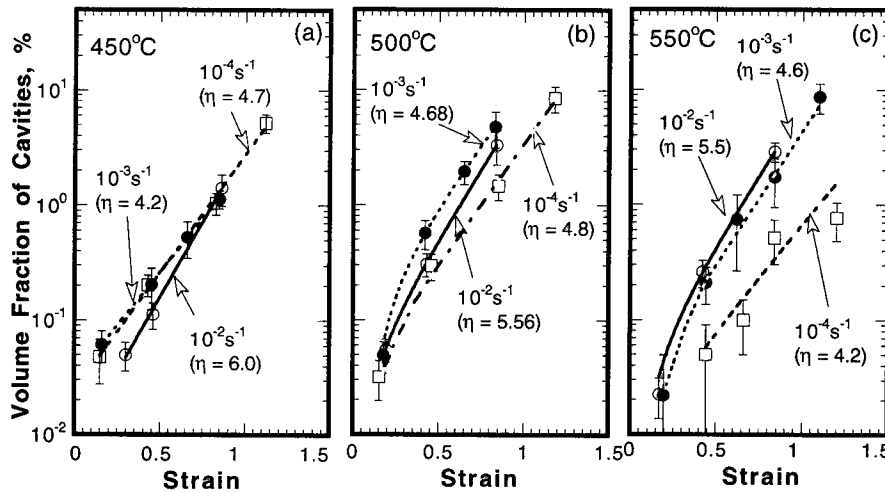 Volume Fraction of Cavities, %
10¹
10⁰
10⁻¹
10⁻²
450°C
(a)
10⁻⁴s⁻¹
(η = 4.7)
10⁻³s⁻¹
(η = 4.2)
10⁻²s⁻¹
(η = 6.0)
0 0.5 1 1.5
Strain
500°C
(b)
10⁻³s⁻¹
(η = 4.68)
10⁻⁴s⁻¹
(η = 4.8)
10⁻²s⁻¹
(η = 5.56)
0 0.5 1 1.5
Strain
550°C
(c)
10⁻³s⁻¹
(η = 4.6)
10⁻²s⁻¹
(η = 5.5)
10⁻⁴s⁻¹
(η = 4.2)
0 0.5 1 1.5
Strain